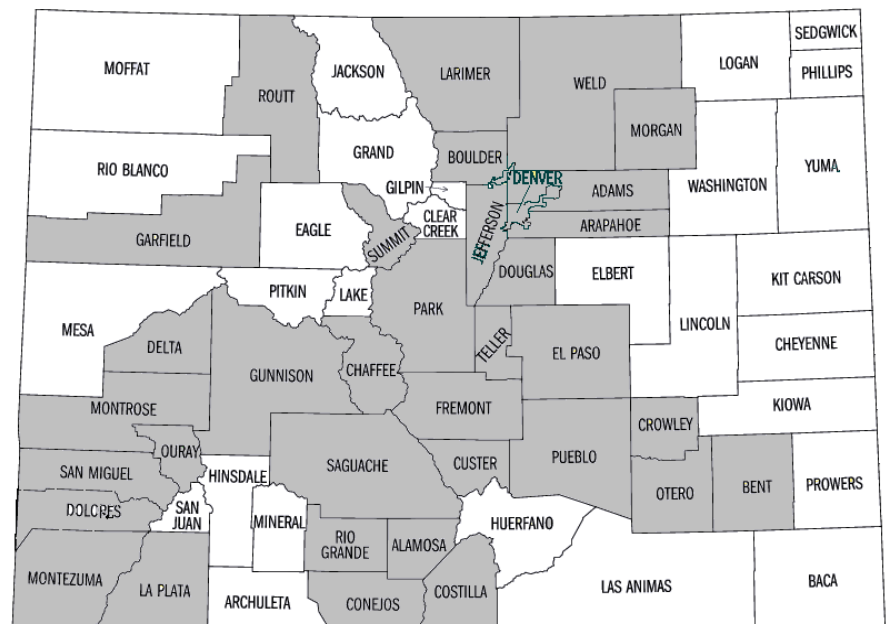 MOFFAT
ROUTT
JACKSON
LARIMER
WELD
LOGAN
SEDGWICK
PHILLIPS
RIO BLANCO
GRAND
BOULDER
MORGAN
WASHINGTON
YUMA
GILPIN
DENVER
ADAMS
GARFIELD
EAGLE
SUMMIT
CLEAR
CREEK
JEFFERSON
ARAPAHOE
MESA
PITKIN
LAKE
PARK
DOUGLAS
ELBERT
LINCOLN
KIT CARSON
DELTA
GUNNISON
CHAFFEE
TELLER
EL PASO
CHEYENNE
MONTROSE
FREMONT
CROWLEY
KIOWA
OURAY
SAN MIGUEL
HINSDALE
SAGUACHE
CUSTER
PUEBLO
OTERO
BENT
PROWERS
DOLORES
SAN
JUAN
MINERAL
RIO
GRANDE
ALAMOSA
HUERFANO
MONTEZUMA
LA PLATA
ARCHULETA
CONEJOS
COSTILLA
LAS ANIMAS
BACA